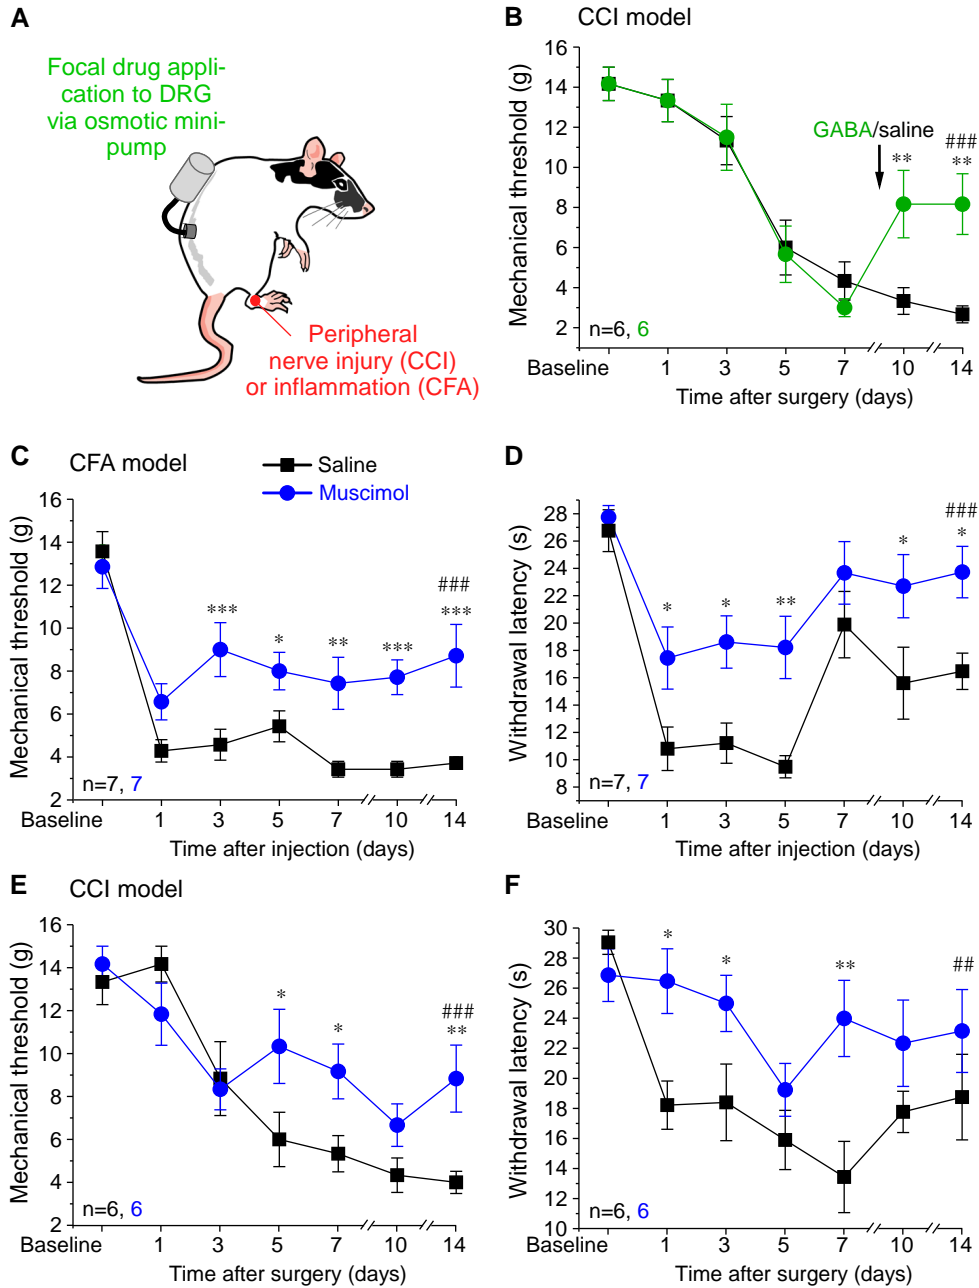 A
Focal drug appli-
cation to DRG
via osmotic mini-
pump
Peripheral
nerve injury (CCI)
or inflammation (CFA)
B
CCI model
Mechanical threshold (g)
16
14
12
10
8
6
4
2
GABA/saline
**
###
**
n=6, 6
Baseline 1 3 5 7 10 14
Time after surgery (days)
C
CFA model
Saline
Muscimol
Mechanical threshold (g)
16
14
12
10
8
6
4
2
***
*
**
***
###
***
n=7, 7
Baseline 1 3 5 7 10 14
Time after injection (days)
D
Withdrawal latency (s)
28
26
24
22
20
18
16
14
12
10
8
*
*
**
*
###
*
n=7, 7
Baseline 1 3 5 7 10 14
Time after injection (days)
E
CCI model
Mechanical threshold (g)
16
14
12
10
8
6
4
2
*
*
###
**
n=6, 6
Baseline 1 3 5 7 10 14
Time after surgery (days)
F
Withdrawal latency (s)
30
28
26
24
22
20
18
16
14
12
10
*
*
**
##
n=6, 6
Baseline 1 3 5 7 10 14
Time after surgery (days)